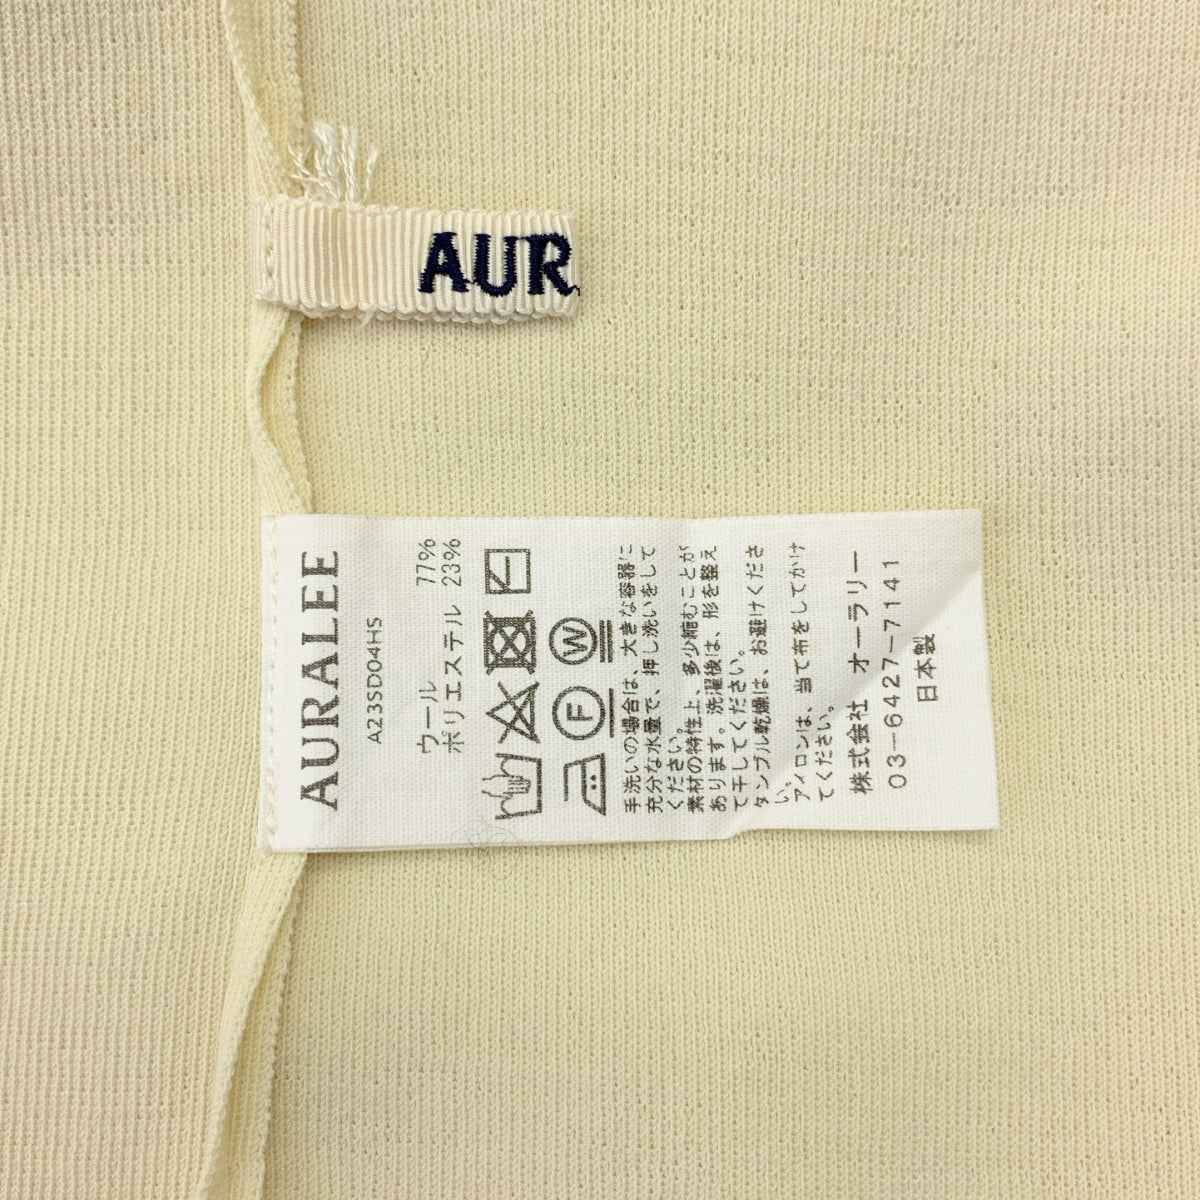 AUR
AURALEE
A23SD04HS
ウール 77%
ポリエステル 23%
W
F
手洗いの場合は、大きな容器に
充分な水量で、押し洗いをして
ください。
素材の特性上、多少縮むことが
あります。洗濯後は、形を整え
て干してください。
タンブル乾燥は、お避けくださ
い。
アイロンは、当て布をしてかけ
てください。
株式会社 オーラリー
03-6427-7141
日本製